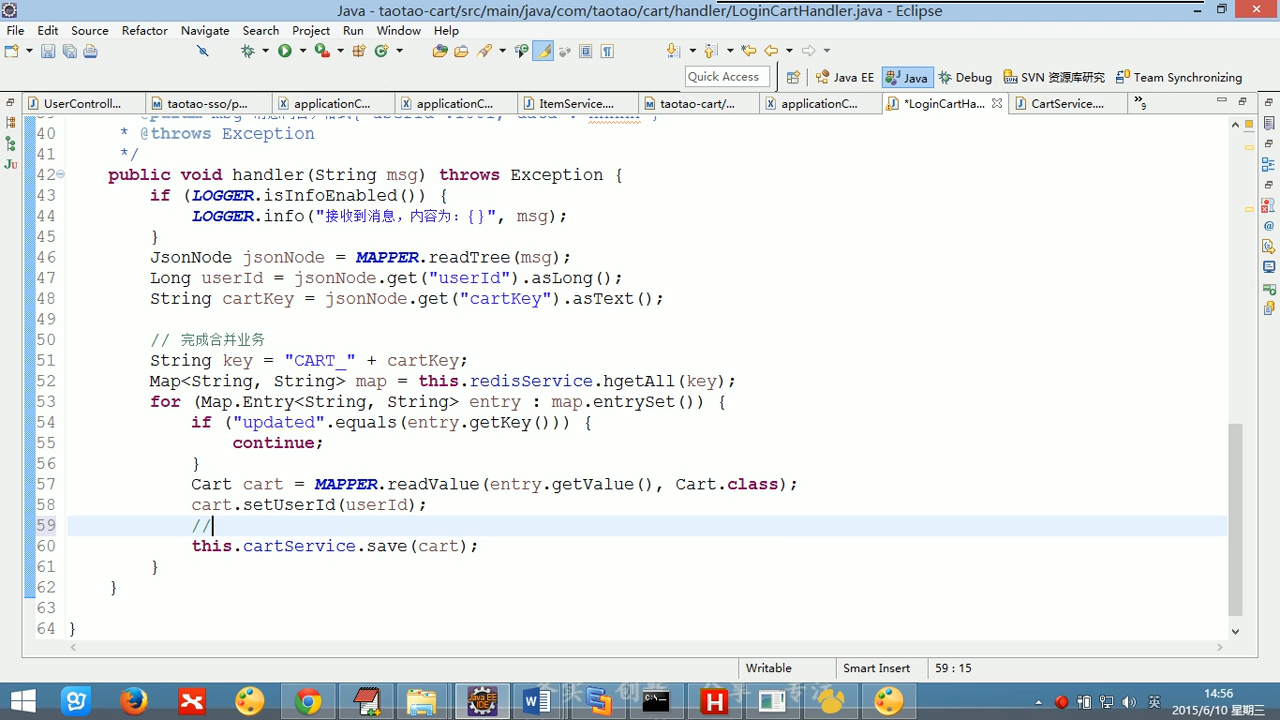 Java - taotao-cart/src/main/java/com/taotao/cart/handler/LoginCartHandler.java - Eclipse
File Edit Source Refactor Navigate Search Project Run Window Help
Quick Access Java EE Java Debug SVN 资源库研究 Team Synchronizing
UserControll... taotao-sso/p... applicationC... applicationC... ItemService.... taotao-cart/... applicationC... *LoginCartHa... CartService.... »9
40 * @throws Exception
41 */
42 public void handler(String msg) throws Exception {
43 if (LOGGER.isInfoEnabled()) {
44 LOGGER.info("接收到消息，内容为：{}", msg);
45 }
46 JsonNode jsonNode = MAPPER.readTree(msg);
47 Long userId = jsonNode.get("userId").asLong();
48 String cartKey = jsonNode.get("cartKey").asText();
49
50 // 完成合并业务
51 String key = "CART_" + cartKey;
52 Map<String, String> map = this.redisService.hgetAll(key);
53 for (Map.Entry<String, String> entry : map.entrySet()) {
54 if ("updated".equals(entry.getKey())) {
55 continue;
56 }
57 Cart cart = MAPPER.readValue(entry.getValue(), Cart.class);
58 cart.setUserId(userId);
59 //
60 this.cartService.save(cart);
61 }
62 }
63
64 }
Writable Smart Insert 59 : 15
英 14:56
2015/6/10 星期三